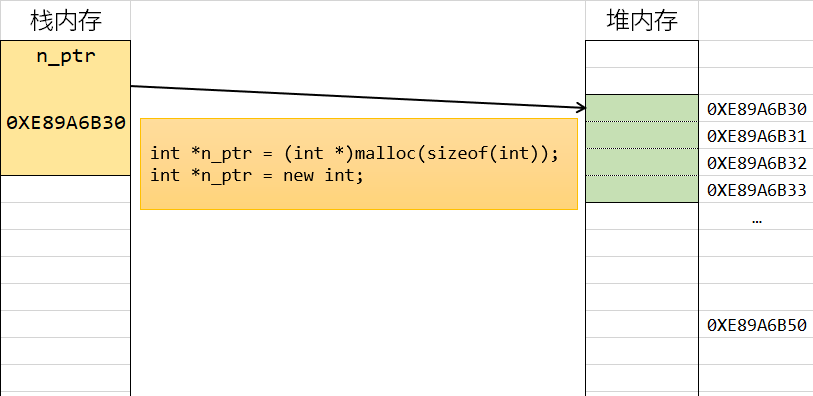 栈内存
堆内存
n_ptr
0XE89A6B30
int *n_ptr = (int *)malloc(sizeof(int));
int *n_ptr = new int;
0XE89A6B30
0XE89A6B31
0XE89A6B32
0XE89A6B33
…
0XE89A6B50